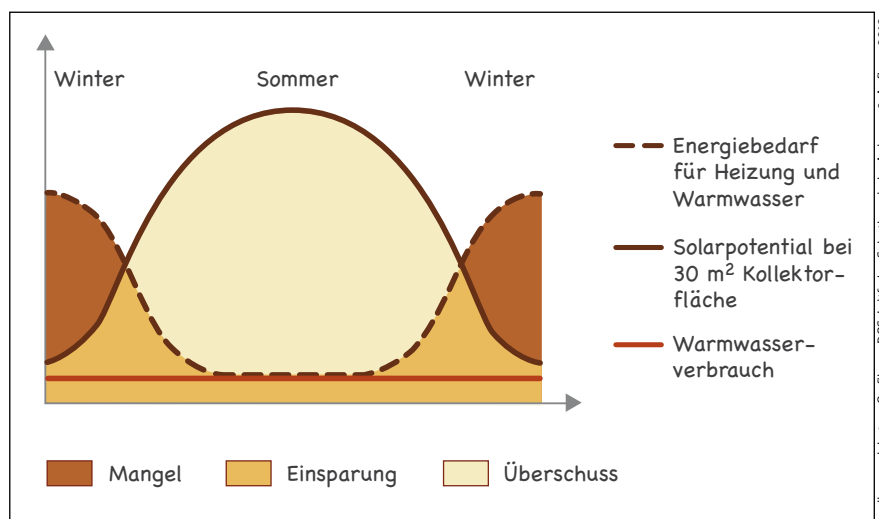 Winter
Sommer
Winter
Energiebedarf
für Heizung und
Warmwasser
Solarpotential bei
30 m² Kollektor-
fläche
Warmwasser-
verbrauch
Mangel
Einsparung
Überschuss